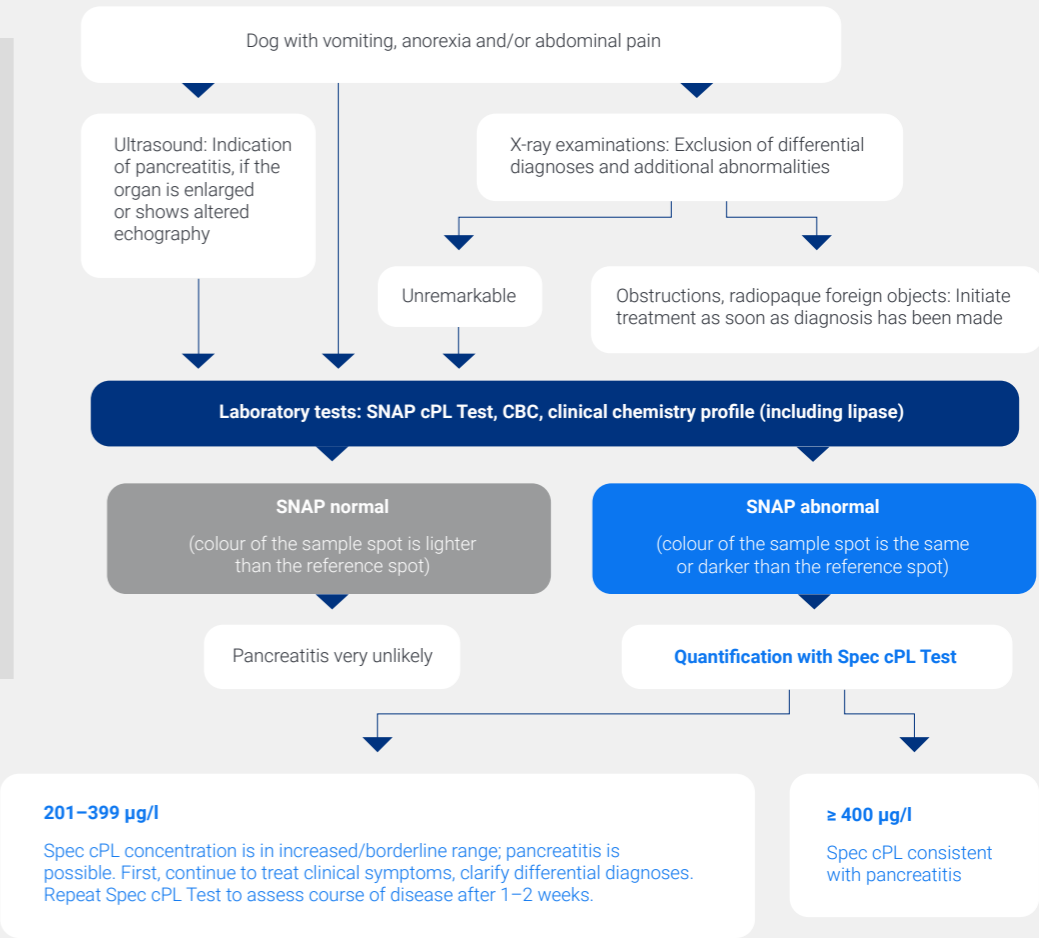 Dog with vomiting, anorexia and/or abdominal pain
Ultrasound: Indication
of pancreatitis, if the
organ is enlarged
or shows altered
echography
X-ray examinations: Exclusion of differential
diagnoses and additional abnormalities
Unremarkable
Obstructions, radiopaque foreign objects: Initiate
treatment as soon as diagnosis has been made
Laboratory tests: SNAP cPL Test, CBC, clinical chemistry profile (including lipase)
SNAP normal
(colour of the sample spot is lighter
than the reference spot)
SNAP abnormal
(colour of the sample spot is the same
or darker than the reference spot)
Pancreatitis very unlikely
Quantification with Spec cPL Test
201–399 µg/l
Spec cPL concentration is in increased/borderline range; pancreatitis is
possible. First, continue to treat clinical symptoms, clarify differential diagnoses.
Repeat Spec cPL Test to assess course of disease after 1–2 weeks.
≥ 400 µg/l
Spec cPL consistent
with pancreatitis